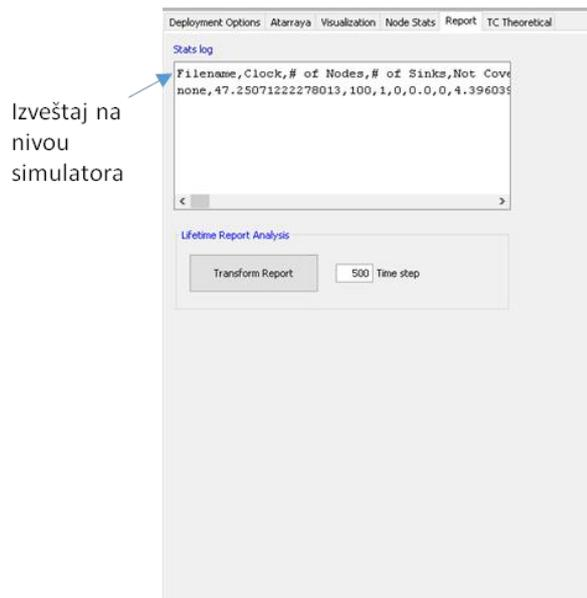 Deployment Options Atarraya Visualization Node Stats Report TC Theoretical
Stats log
Filename,Clock,# of Nodes,# of Sinks,Not Cove
none,47.25071222278013,100,1,0,0.0,0,4.396039
Izveštaj na
nivou
simulatora
Lifetime Report Analysis
Transform Report 500 Time step